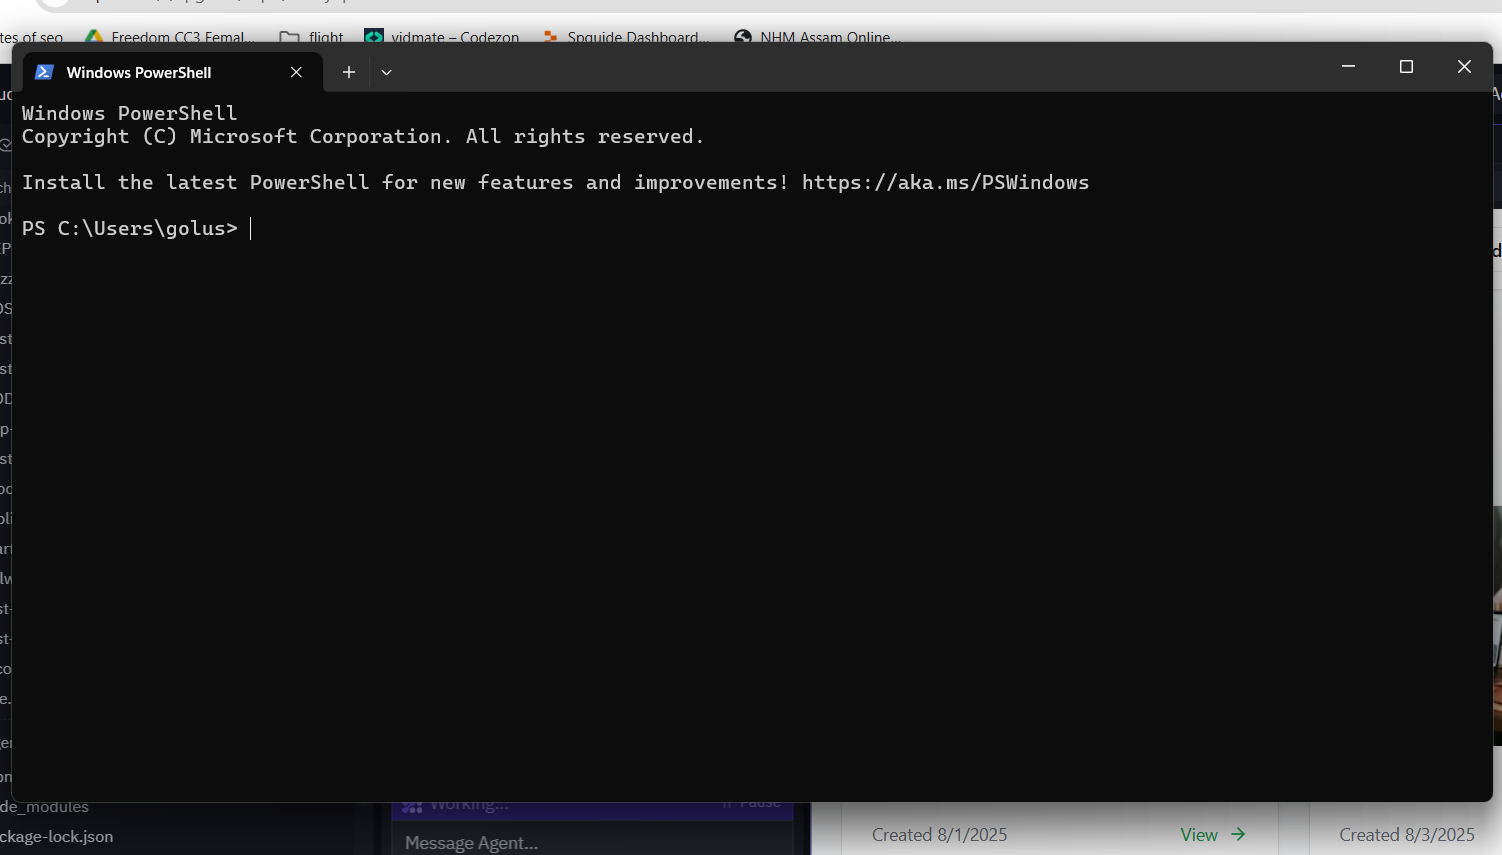 tes of seo
Freedom CC3 Femal...
flight
vidmate – Codezon
Spguide Dashboard...
NHM Assam Online...
Windows PowerShell
Windows PowerShell
Copyright (C) Microsoft Corporation. All rights reserved.
Install the latest PowerShell for new features and improvements! https://aka.ms/PSWindows
PS C:\Users\golus>
de_modules
ckage-lock.json
Working...
Pause
Message Agent...
Created 8/1/2025
View
Created 8/3/2025